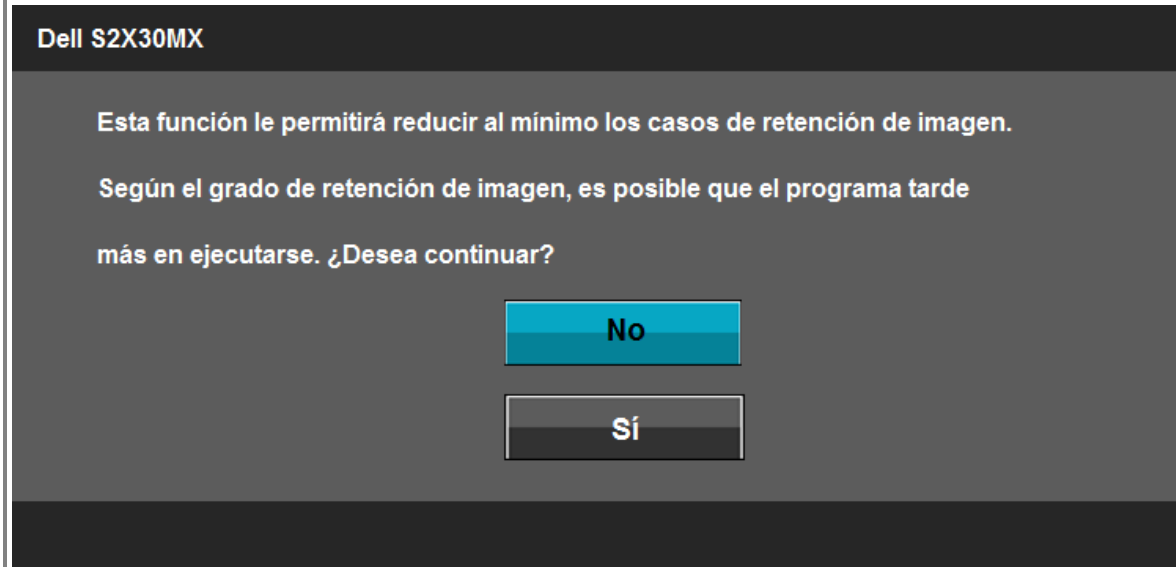 Dell S2X30MX
Esta función le permitirá reducir al mínimo los casos de retención de imagen.
Según el grado de retención de imagen, es posible que el programa tarde
más en ejecutarse. ¿Desea continuar?
No
Sí